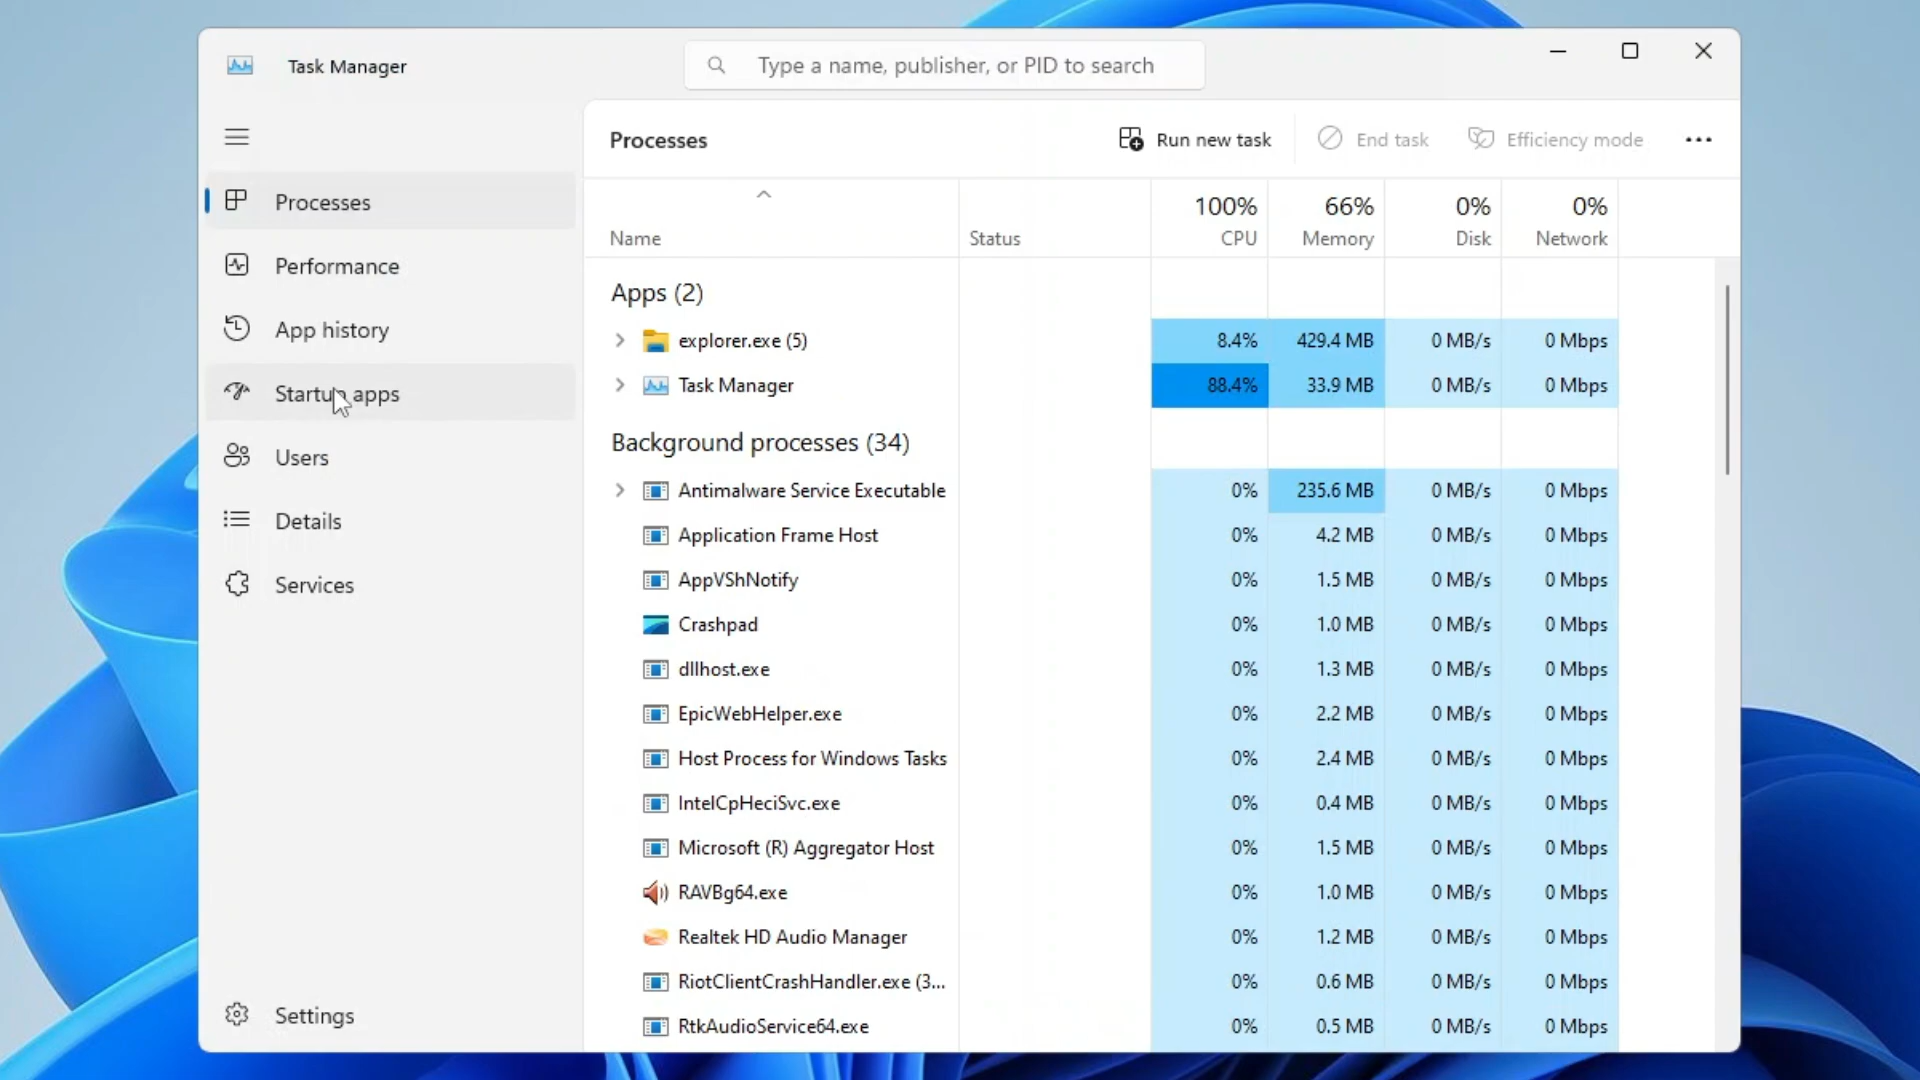 Task Manager
Type a name, publisher, or PID to search
Processes
Performance
App history
Startup apps
Users
Details
Services
Settings
Processes
Run new task
End task
Efficiency mode
Name Status 100% CPU 66% Memory 0% Disk 0% Network
Apps (2)
explorer.exe (5) 8.4% 429.4 MB 0 MB/s 0 Mbps
Task Manager 88.4% 33.9 MB 0 MB/s 0 Mbps
Background processes (34)
Antimalware Service Executable 0% 235.6 MB 0 MB/s 0 Mbps
Application Frame Host 0% 4.2 MB 0 MB/s 0 Mbps
AppVShNotify 0% 1.5 MB 0 MB/s 0 Mbps
Crashpad 0% 1.0 MB 0 MB/s 0 Mbps
dllhost.exe 0% 1.3 MB 0 MB/s 0 Mbps
EpicWebHelper.exe 0% 2.2 MB 0 MB/s 0 Mbps
Host Process for Windows Tasks 0% 2.4 MB 0 MB/s 0 Mbps
IntelCpHeciSvc.exe 0% 0.4 MB 0 MB/s 0 Mbps
Microsoft (R) Aggregator Host 0% 1.5 MB 0 MB/s 0 Mbps
RAVBg64.exe 0% 1.0 MB 0 MB/s 0 Mbps
Realtek HD Audio Manager 0% 1.2 MB 0 MB/s 0 Mbps
RiotClientCrashHandler.exe (3... 0% 0.6 MB 0 MB/s 0 Mbps
RtkAudioService64.exe 0% 0.5 MB 0 MB/s 0 Mbps